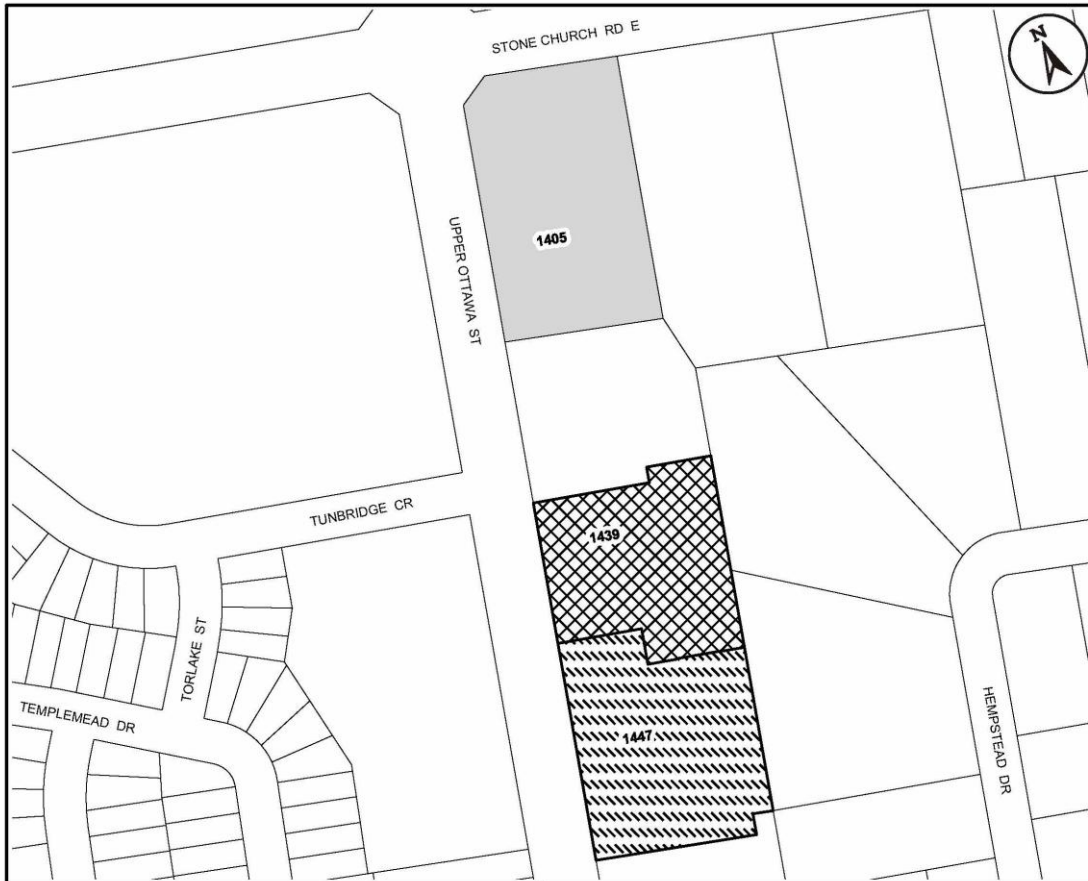 STONE CHURCH RD E
N
1405
UPPER OTTAWA ST
TUNBRIDGE CR
1439
TORLAKE ST
TEMPLEMEAD DR
1447
HEMPSTEAD DR